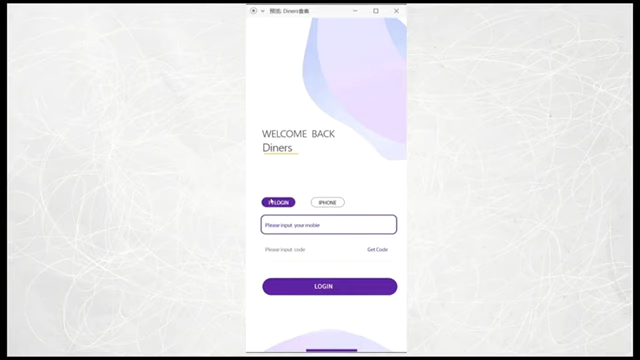 预览: Diners食客
WELCOME BACK
Diners
LOGIN
IPHONE
Please input your mobler
Please input code
Get Code
LOGIN